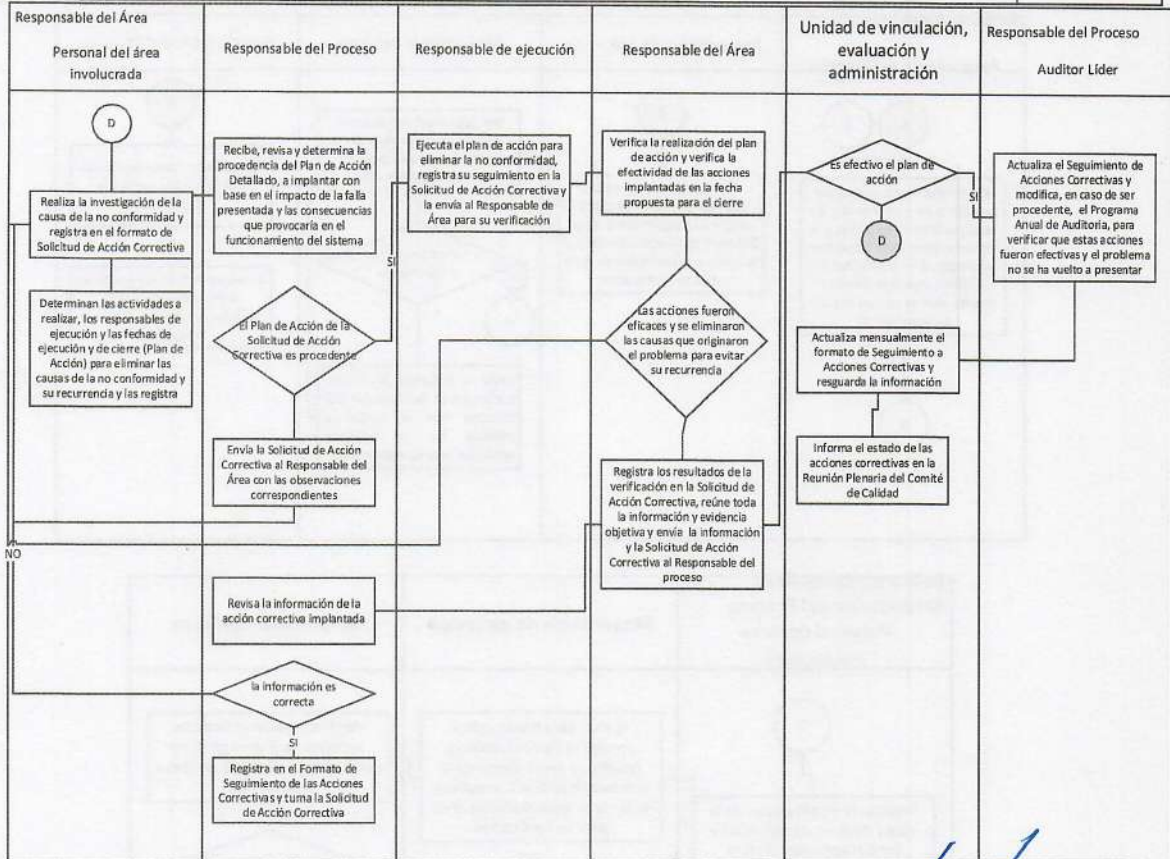 Responsable del Área
Personal del área
involucrada
Responsable del Proceso
Responsable de ejecución
Responsable del Área
Unidad de vinculación,
evaluación y
administración
Responsable del Proceso
Auditor Líder
D
Realiza la investigación de la
causa de la no conformidad y
registra en el formato de
Solicitud de Acción Correctiva
Determinan las actividades a
realizar, los responsables de
ejecución y las fechas de
ejecución y de cierre (Plan de
Acción) para eliminar las
causas de la no conformidad y
su recurrencia y las registra
NO
Recibe, revisa y determina la
procedencia del Plan de Acción
Detallado, a implantar con
base en el impacto de la falla
presentada y las consecuencias
que provocaría en el
funcionamiento del sistema
SI
El Plan de Acción de la
Solicitud de Acción
Correctiva es procedente
Envía la Solicitud de Acción
Correctiva al Responsable del
Área con las observaciones
correspondientes
Revisa la información de la
acción correctiva implantada
la información es
correcta
SI
Registra en el Formato de
Seguimiento de las Acciones
Correctivas y turna la Solicitud
de Acción Correctiva
Ejecuta el plan de acción para
eliminar la no conformidad,
registra su seguimiento en la
Solicitud de Acción Correctiva y
la envía al Responsable de
Área para su verificación
Verifica la realización del plan
de acción y verifica la
efectividad de las acciones
implantadas en la fecha
propuesta para el cierre
Las acciones fueron
eficaces y se eliminaron
las causas que originaron
el problema para evitar
su recurrencia
Registra los resultados de la
verificación en la Solicitud de
Acción Correctiva, reúne toda
la información y evidencia
objetiva y envía la información
y la Solicitud de Acción
Correctiva al Responsable del
proceso
Es efectivo el plan de
acción
SI
D
Actualiza mensualmente el
formato de Seguimiento a
Acciones Correctivas y
resguarda la información
Informa el estado de las
acciones correctivas en la
Reunión Plenaria del Comité
de Calidad
Actualiza el Seguimiento de
Acciones Correctivas y
modifica, en caso de ser
procedente, el Programa
Anual de Auditoria, para
verificar que estas acciones
fueron efectivas y el problema
no se ha vuelto a presentar